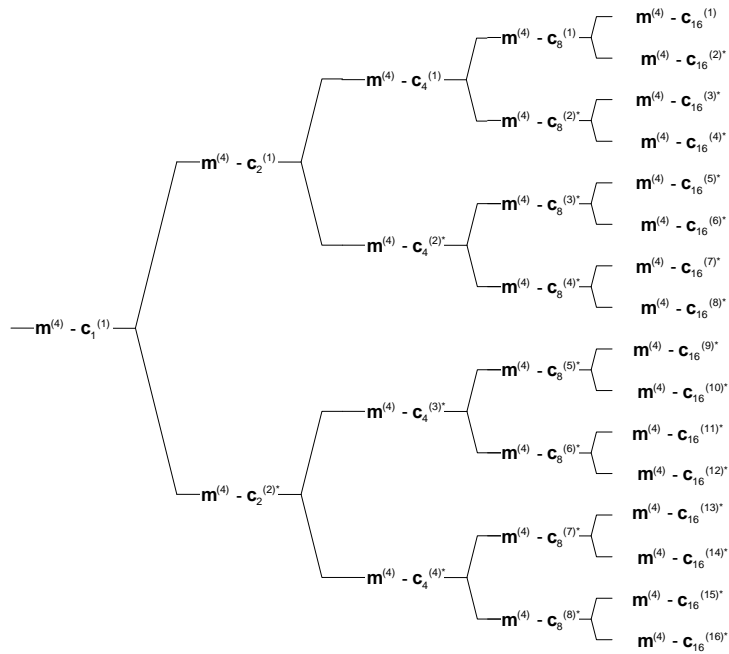 m(4) - c16(1)
m(4) - c8(1)
m(4) - c16(2)*
m(4) - c4(1)
m(4) - c16(3)*
m(4) - c8(2)*
m(4) - c16(4)*
m(4) - c2(1)
m(4) - c16(5)*
m(4) - c8(3)*
m(4) - c16(6)*
m(4) - c4(2)*
m(4) - c16(7)*
m(4) - c8(4)*
m(4) - c16(8)*
m(4) - c1(1)
m(4) - c16(9)*
m(4) - c8(5)*
m(4) - c16(10)*
m(4) - c4(3)*
m(4) - c16(11)*
m(4) - c8(6)*
m(4) - c16(12)*
m(4) - c2(2)*
m(4) - c16(13)*
m(4) - c8(7)*
m(4) - c16(14)*
m(4) - c4(4)*
m(4) - c16(15)*
m(4) - c8(8)*
m(4) - c16(16)*